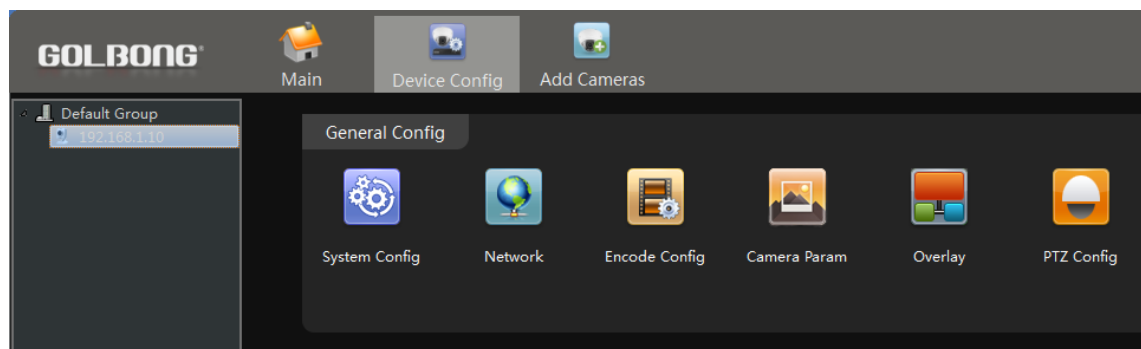 GOLBONG
Main
Device Config
Add Cameras
Default Group
192.168.1.10
General Config
System Config
Network
Encode Config
Camera Param
Overlay
PTZ Config